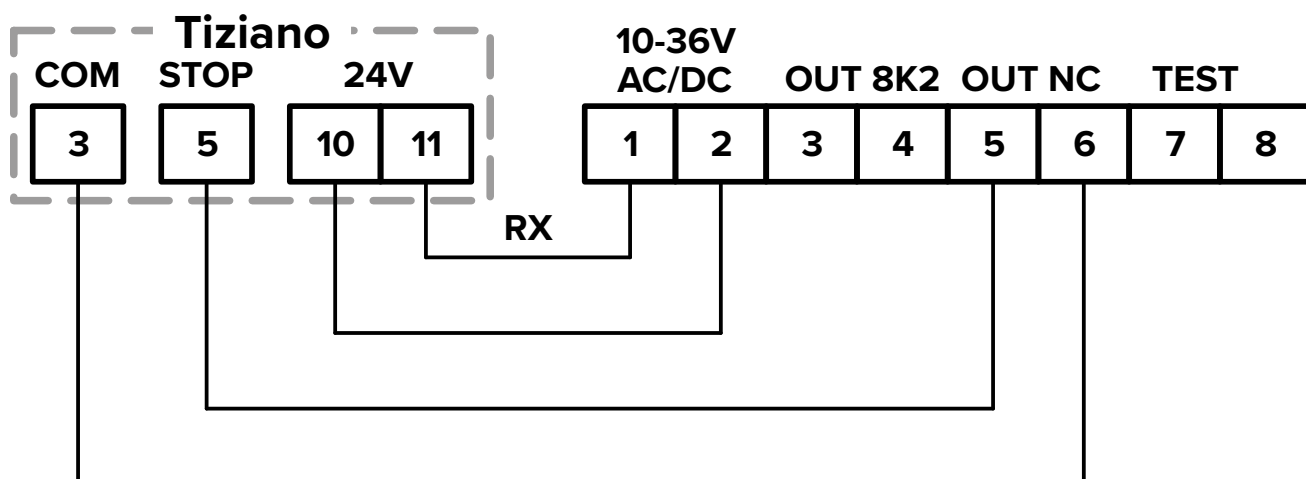 Tiziano
COM STOP 24V
3 5 10 11
10-36V
AC/DC OUT 8K2 OUT NC TEST
1 2 3 4 5 6 7 8
RX